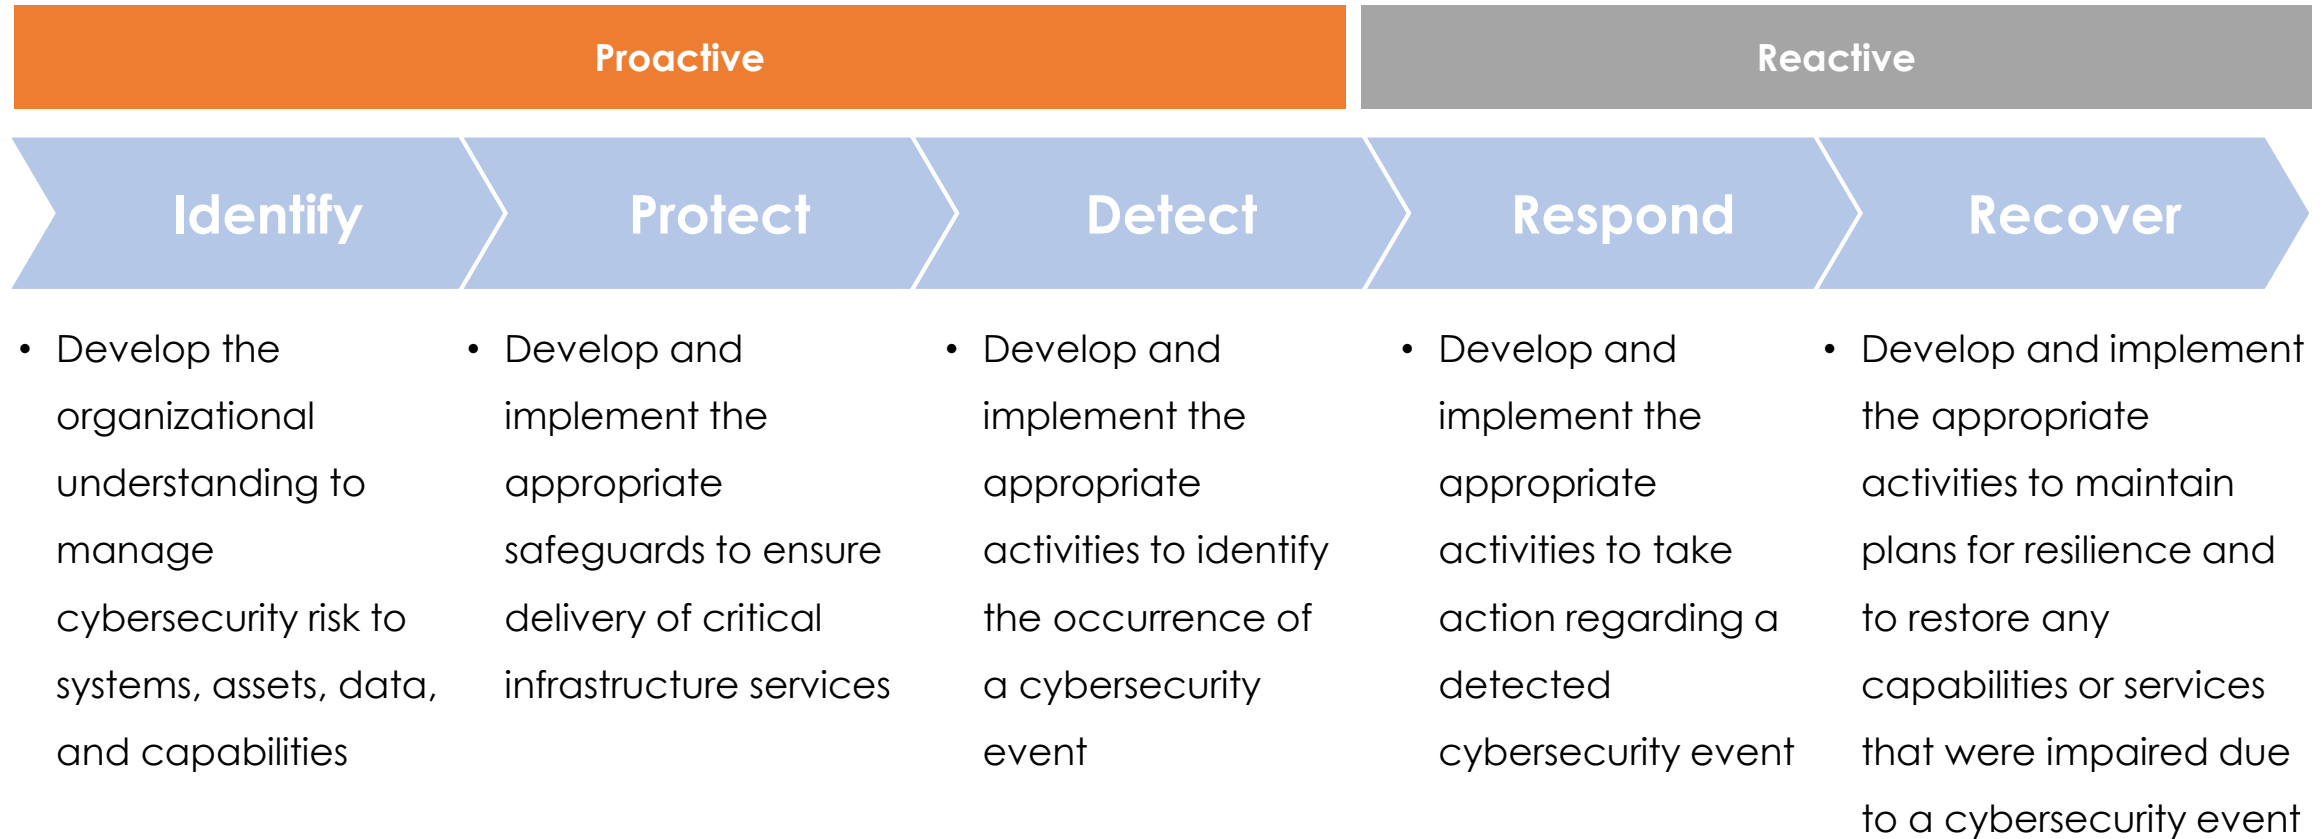 Proactive
Reactive
Identify
Protect
Detect
Respond
Recover
• Develop the
organizational
understanding to
manage
cybersecurity risk to
systems, assets, data,
and capabilities
• Develop and
implement the
appropriate
safeguards to ensure
delivery of critical
infrastructure services
• Develop and
implement the
appropriate
activities to identify
the occurrence of
a cybersecurity
event
• Develop and
implement the
appropriate
activities to take
action regarding a
detected
cybersecurity event
• Develop and implement
the appropriate
activities to maintain
plans for resilience and
to restore any
capabilities or services
that were impaired due
to a cybersecurity event